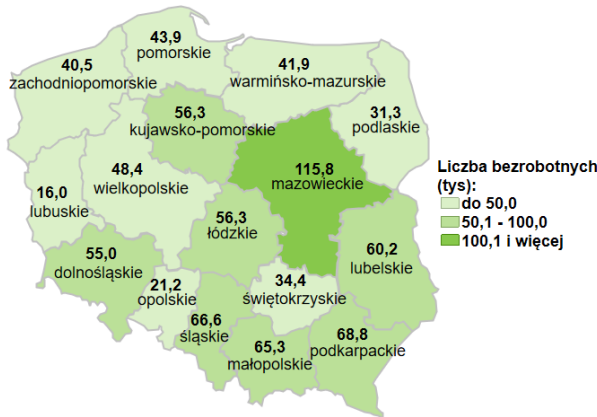 43,9
pomorskie
40,5
zachodniopomorskie
41,9
warmińsko-mazurskie
31,3
podlaskie
56,3
kujawsko-pomorskie
115,8
mazowieckie
48,4
wielkopolskie
16,0
lubuskie
56,3
łódzkie
60,2
lubelskie
55,0
dolnośląskie
21,2
opolskie
34,4
świętokrzyskie
66,6
śląskie
65,3
małopolskie
68,8
podkarpackie
Liczba bezrobotnych
(tys):
do 50,0
50,1 - 100,0
100,1 i więcej